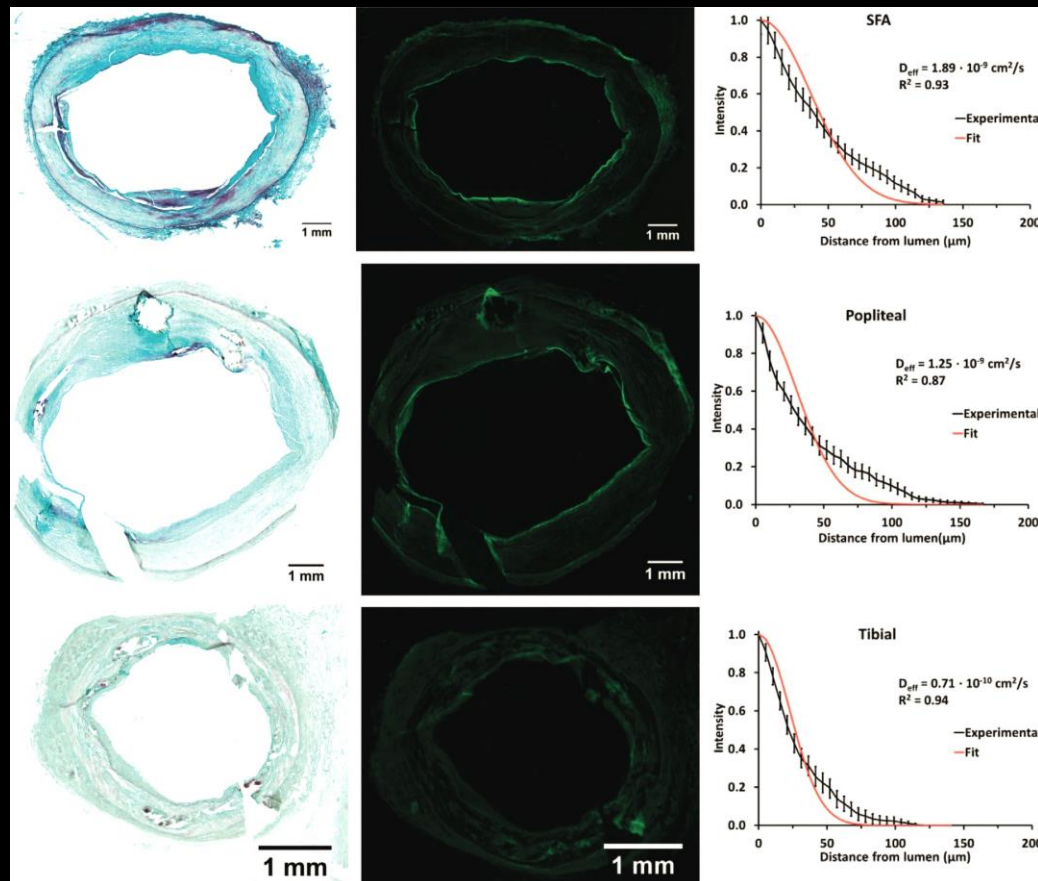 SFA
D_eff = 1.89 · 10^-9 cm²/s
R² = 0.93
Experimental
Fit
Intensity
1.0
0.8
0.6
0.4
0.2
0.0
0 50 100 150 200
Distance from lumen (µm)
1 mm
1 mm
Popliteal
D_eff = 1.25 · 10^-9 cm²/s
R² = 0.87
Experimental
Fit
Intensity
1.0
0.8
0.6
0.4
0.2
0.0
0 50 100 150 200
Distance from lumen(µm)
1 mm
1 mm
Tibial
D_eff = 0.71 · 10^-10 cm²/s
R² = 0.94
Experimental
Fit
Intensity
1.0
0.8
0.6
0.4
0.2
0.0
0 50 100 150 200
Distance from lumen (µm)
1 mm
1 mm